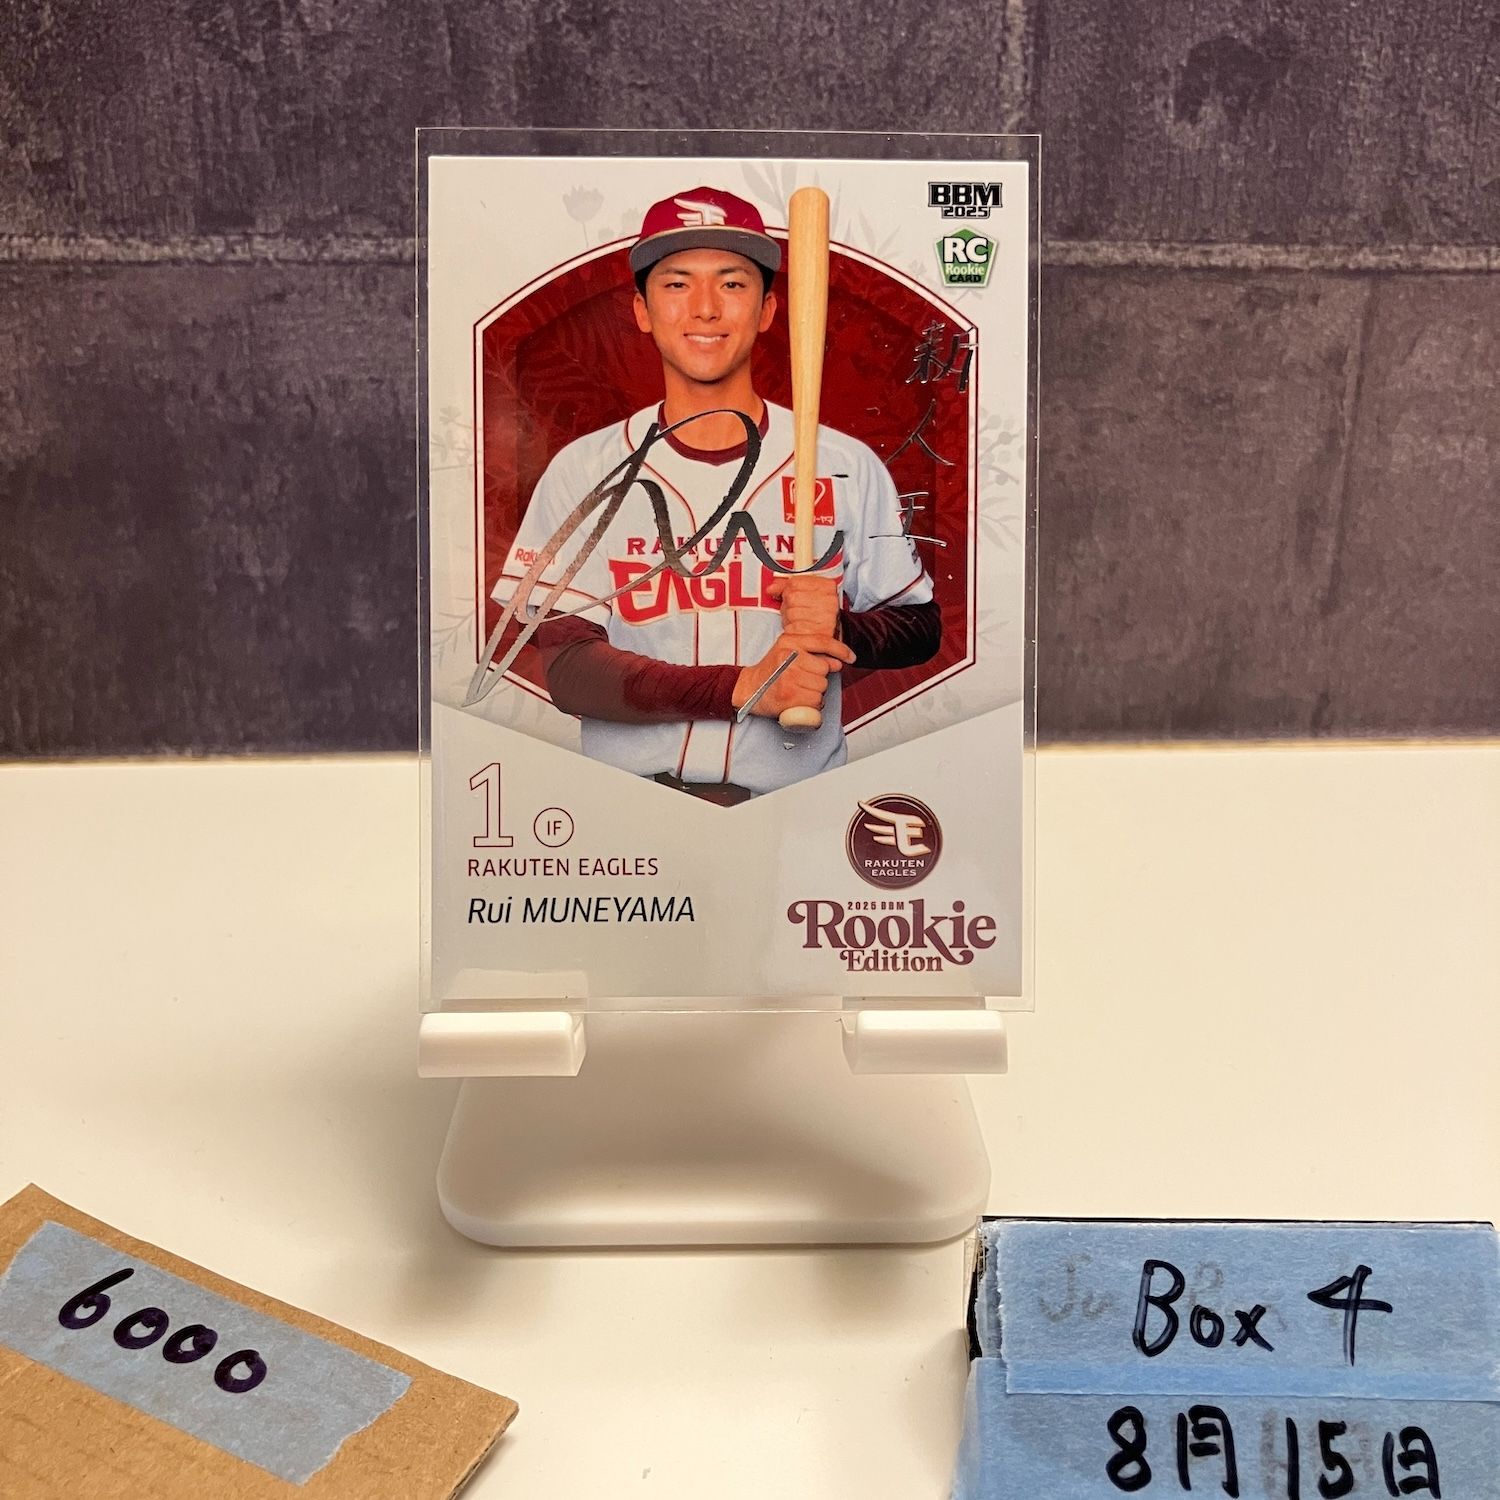 BBM
2025
RC
Rookie
CARD
新
人
王
RAKUTEN
EAGLES
1 IF
RAKUTEN EAGLES
Rui MUNEYAMA
RAKUTEN
EAGLES
2025 BBM
Rookie
Edition
6000
Box 4
8月15日